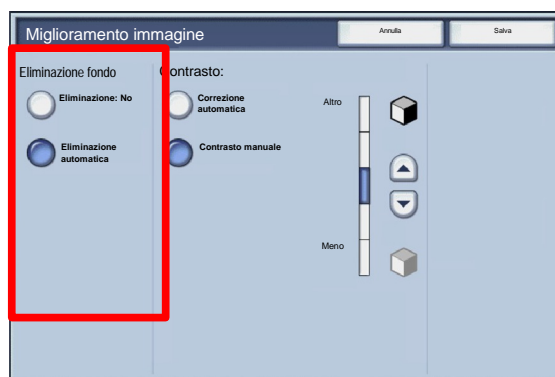 Miglioramento immagine
Annulla
Salva
Eliminazione fondo
Eliminazione: No
Eliminazione
automatica
Contrasto:
Correzione
automatica
Contrasto manuale
Altro
Meno